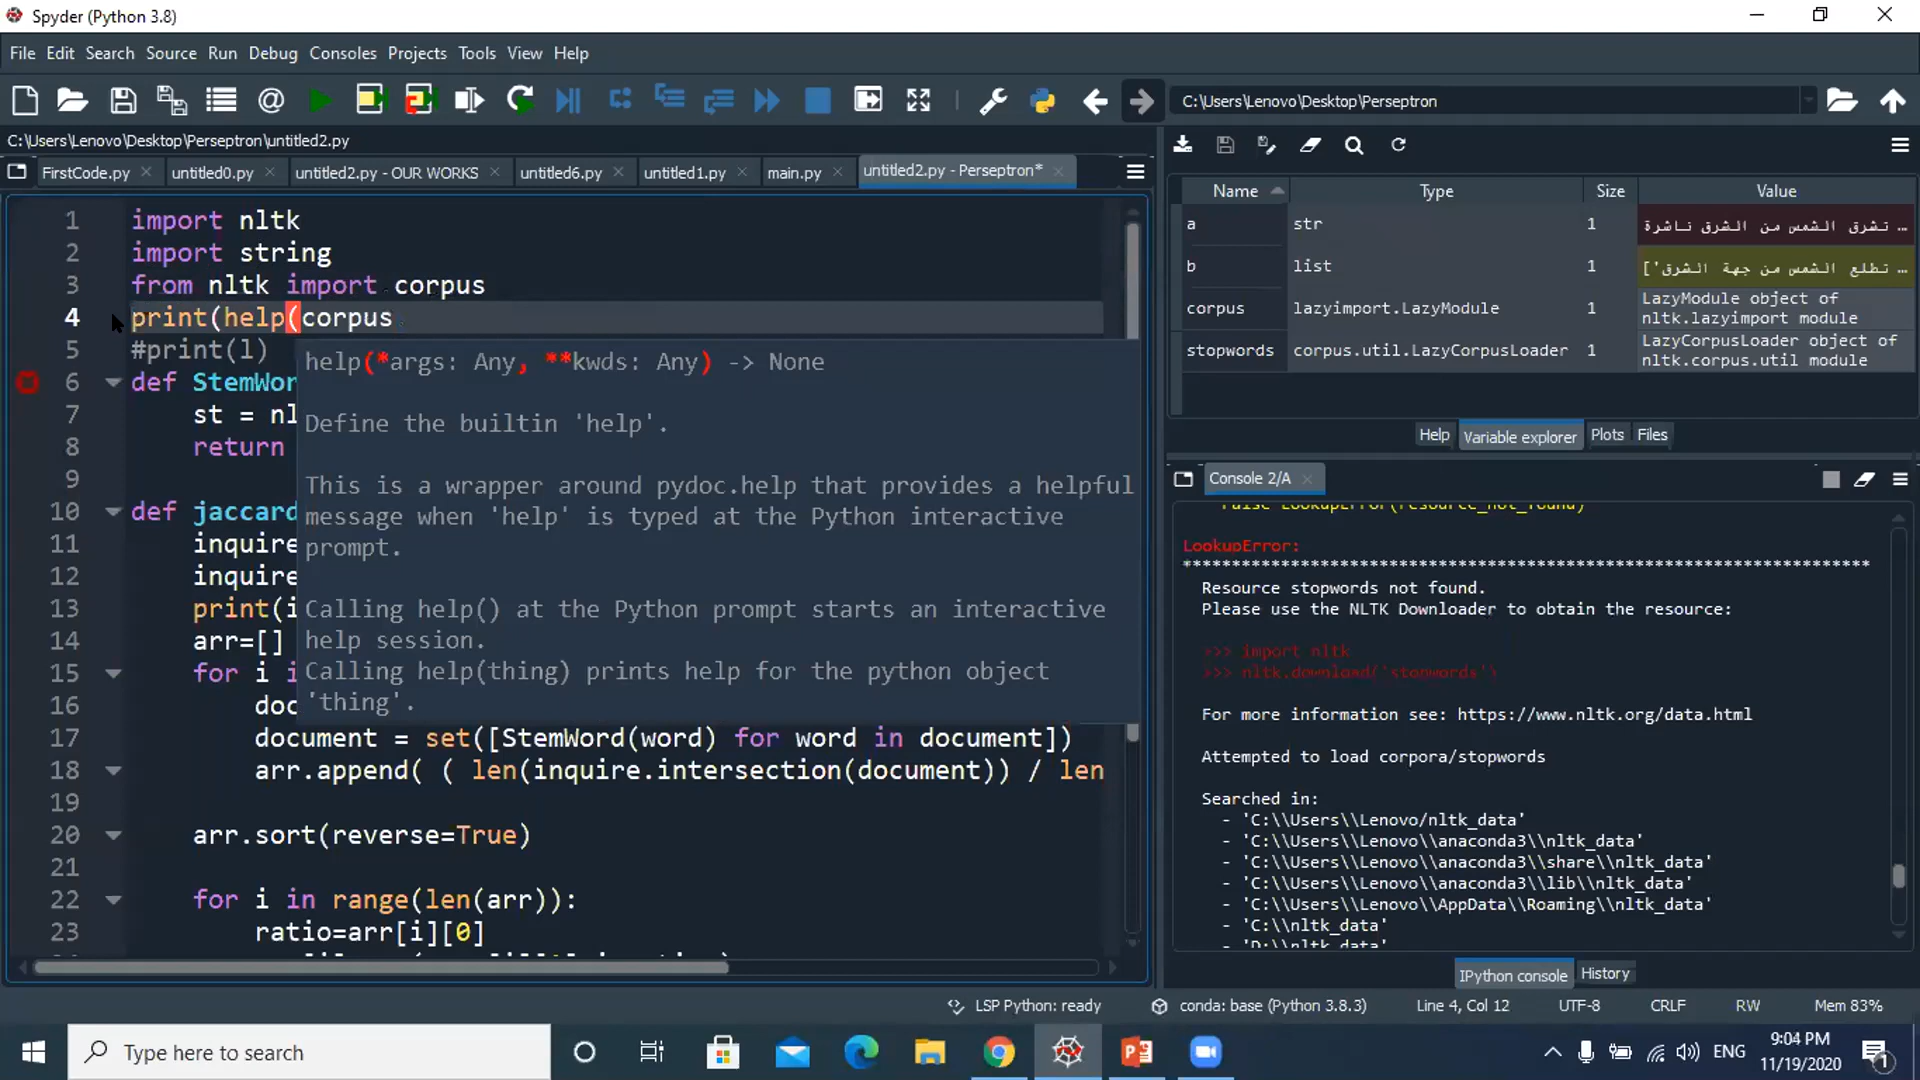 Spyder (Python 3.8)
File Edit Search Source Run Debug Consoles Projects Tools View Help
C:\Users\Lenovo\Desktop\Perseptron
C:\Users\Lenovo\Desktop\Perseptron\untitled2.py
FirstCode.py untitled0.py untitled2.py - OUR WORKS untitled6.py untitled1.py main.py untitled2.py - Perseptron*
1 import nltk
2 import string
3 from nltk import corpus
4 print(help(corpus
5 #print(l)
6 def StemWor
7 st = nl
8 return
9
10 def jaccard
11 inquire
12 inquire
13 print(i
14 arr=[]
15 for i i
16 doc
17 document = set([StemWord(word) for word in document])
18 arr.append( ( len(inquire.intersection(document)) / len
19
20 arr.sort(reverse=True)
21
22 for i in range(len(arr)):
23 ratio=arr[i][0]
help(*args: Any, **kwds: Any) -> None
Define the builtin 'help'.
This is a wrapper around pydoc.help that provides a helpful
message when 'help' is typed at the Python interactive
prompt.
Calling help() at the Python prompt starts an interactive
help session.
Calling help(thing) prints help for the python object
'thing'.
Name Type Size Value
a str 1 تشرق الشمس من الشرق ناشرة ...
b list 1 ['تطلع الشمس من جهة الشرق ...
corpus lazyimport.LazyModule 1 LazyModule object of
nltk.lazyimport module
stopwords corpus.util.LazyCorpusLoader 1 LazyCorpusLoader object of
nltk.corpus.util module
Help Variable explorer Plots Files
Console 2/A
LookupError:
**********************************************************************
Resource stopwords not found.
Please use the NLTK Downloader to obtain the resource:
>>> import nltk
>>> nltk.download('stopwords')
For more information see: https://www.nltk.org/data.html
Attempted to load corpora/stopwords
Searched in:
- 'C:\\Users\\Lenovo/nltk_data'
- 'C:\\Users\\Lenovo\\anaconda3\\nltk_data'
- 'C:\\Users\\Lenovo\\anaconda3\\share\\nltk_data'
- 'C:\\Users\\Lenovo\\anaconda3\\lib\\nltk_data'
- 'C:\\Users\\Lenovo\\AppData\\Roaming\\nltk_data'
- 'C:\\nltk_data'
- 'D:\\nltk_data'
IPython console History
LSP Python: ready conda: base (Python 3.8.3) Line 4, Col 12 UTF-8 CRLF RW Mem 83%
Type here to search
ENG
9:04 PM
11/19/2020
1